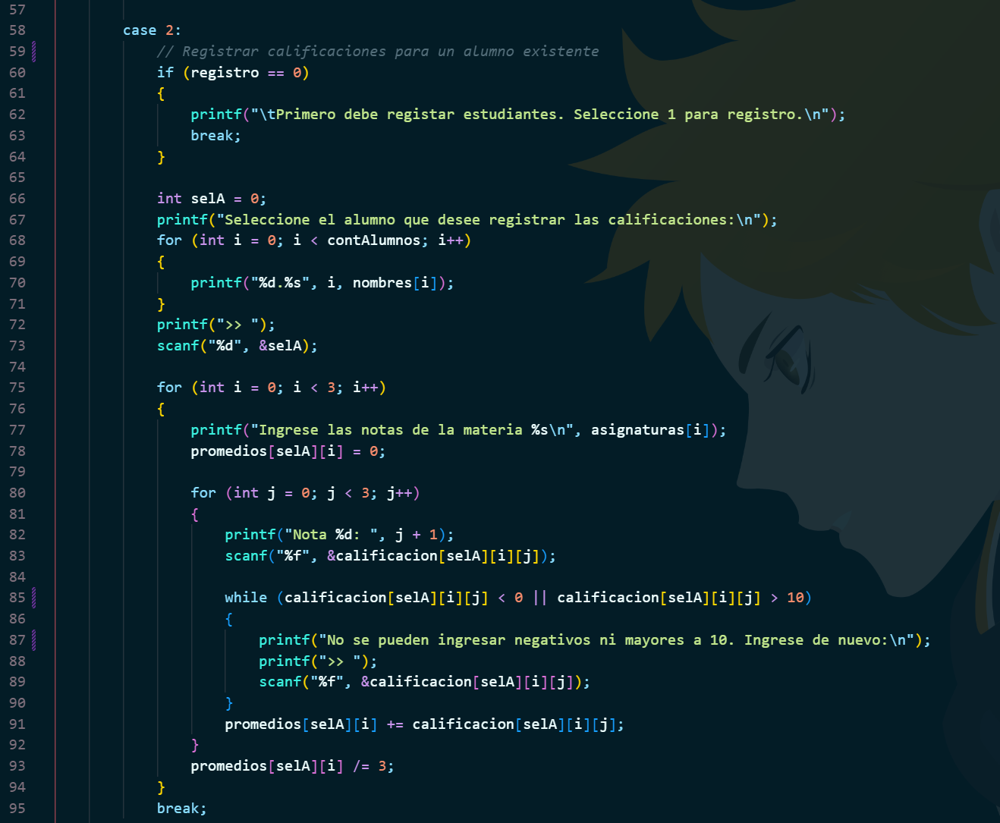 57
58 case 2:
59 // Registrar calificaciones para un alumno existente
60 if (registro == 0)
61 {
62 printf("\tPrimero debe registar estudiantes. Seleccione 1 para registro.\n");
63 break;
64 }
65
66 int selA = 0;
67 printf("Seleccione el alumno que desee registrar las calificaciones:\n");
68 for (int i = 0; i < contAlumnos; i++)
69 {
70 printf("%d.%s", i, nombres[i]);
71 }
72 printf(">> ");
73 scanf("%d", &selA);
74
75 for (int i = 0; i < 3; i++)
76 {
77 printf("Ingrese las notas de la materia %s\n", asignaturas[i]);
78 promedios[selA][i] = 0;
79
80 for (int j = 0; j < 3; j++)
81 {
82 printf("Nota %d: ", j + 1);
83 scanf("%f", &calificacion[selA][i][j]);
84
85 while (calificacion[selA][i][j] < 0 || calificacion[selA][i][j] > 10)
86 {
87 printf("No se pueden ingresar negativos ni mayores a 10. Ingrese de nuevo:\n");
88 printf(">> ");
89 scanf("%f", &calificacion[selA][i][j]);
90 }
91 promedios[selA][i] += calificacion[selA][i][j];
92 }
93 promedios[selA][i] /= 3;
94 }
95 break;